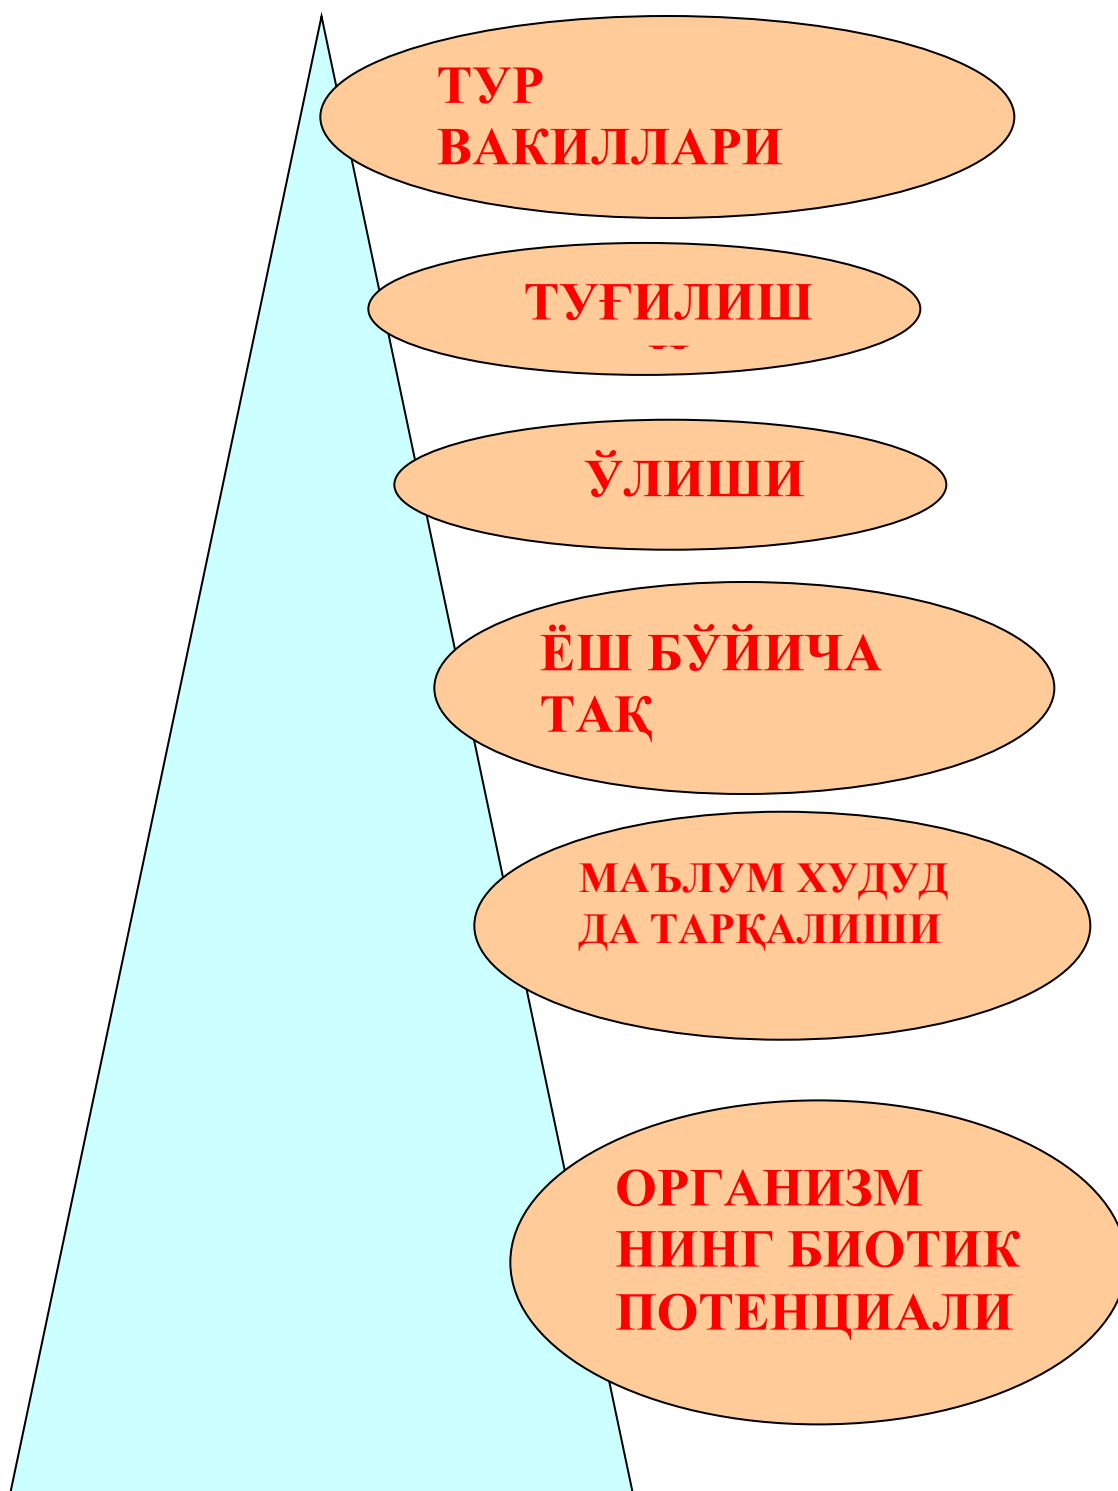 ТУР
ВАКИЛЛАРИ
ТУҒИЛИШ
ЎЛИШИ
ЁШ БЎЙИЧА
ТАҚ
МАЪЛУМ ХУДУД
ДА ТАРҚАЛИШИ
ОРГАНИЗМ
НИНГ БИОТИК
ПОТЕНЦИАЛИ